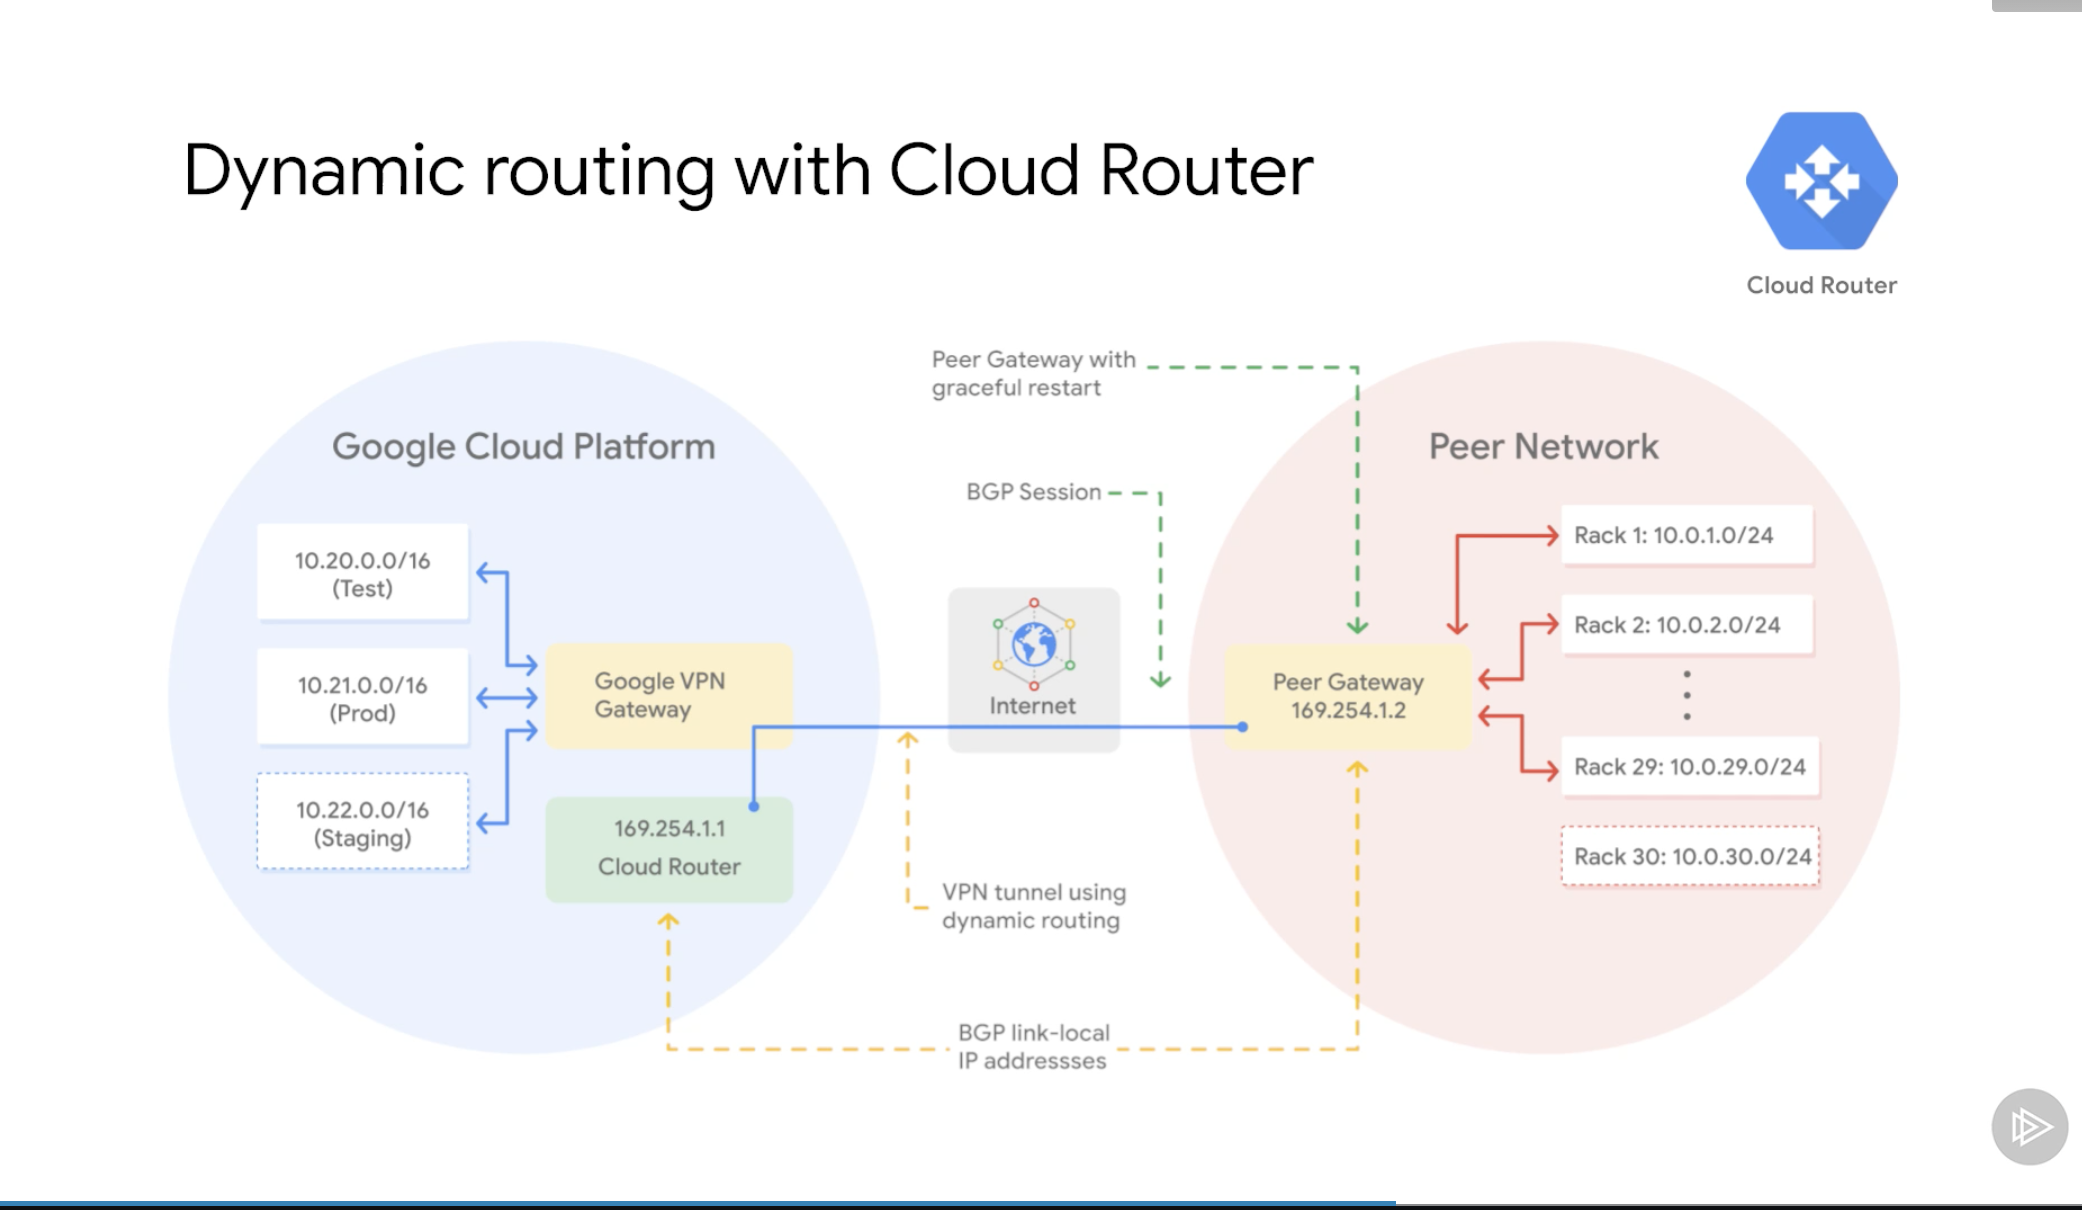 Dynamic routing with Cloud Router
Cloud Router
Peer Gateway with
graceful restart
Google Cloud Platform
Peer Network
BGP Session
10.20.0.0/16
(Test)
Rack 1: 10.0.1.0/24
Rack 2: 10.0.2.0/24
10.21.0.0/16
(Prod)
Google VPN
Gateway
Internet
Peer Gateway
169.254.1.2
Rack 29: 10.0.29.0/24
10.22.0.0/16
(Staging)
169.254.1.1
Cloud Router
Rack 30: 10.0.30.0/24
VPN tunnel using
dynamic routing
BGP link-local
IP addressses